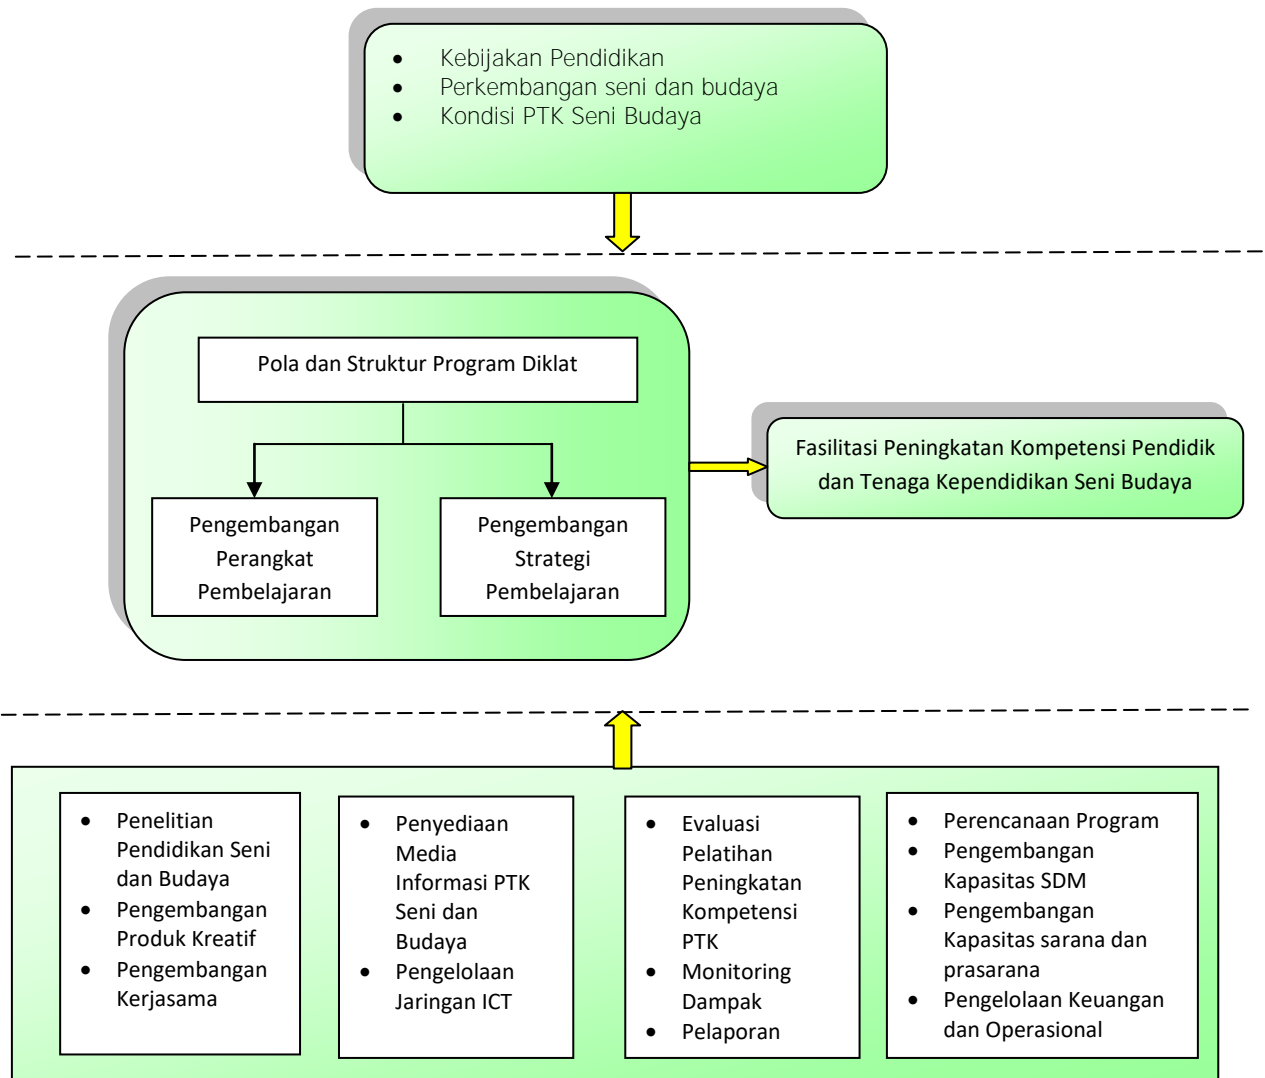 • Kebijakan Pendidikan
• Perkembangan seni dan budaya
• Kondisi PTK Seni Budaya
Pola dan Struktur Program Diklat
Pengembangan
Perangkat
Pembelajaran
Pengembangan
Strategi
Pembelajaran
Fasilitasi Peningkatan Kompetensi Pendidik
dan Tenaga Kependidikan Seni Budaya
• Penelitian
Pendidikan Seni
dan Budaya
• Pengembangan
Produk Kreatif
• Pengembangan
Kerjasama
• Penyediaan
Media
Informasi PTK
Seni dan
Budaya
• Pengelolaan
Jaringan ICT
• Evaluasi
Pelatihan
Peningkatan
Kompetensi
PTK
• Monitoring
Dampak
• Pelaporan
• Perencanaan Program
• Pengembangan
Kapasitas SDM
• Pengembangan
Kapasitas sarana dan
prasarana
• Pengelolaan Keuangan
dan Operasional